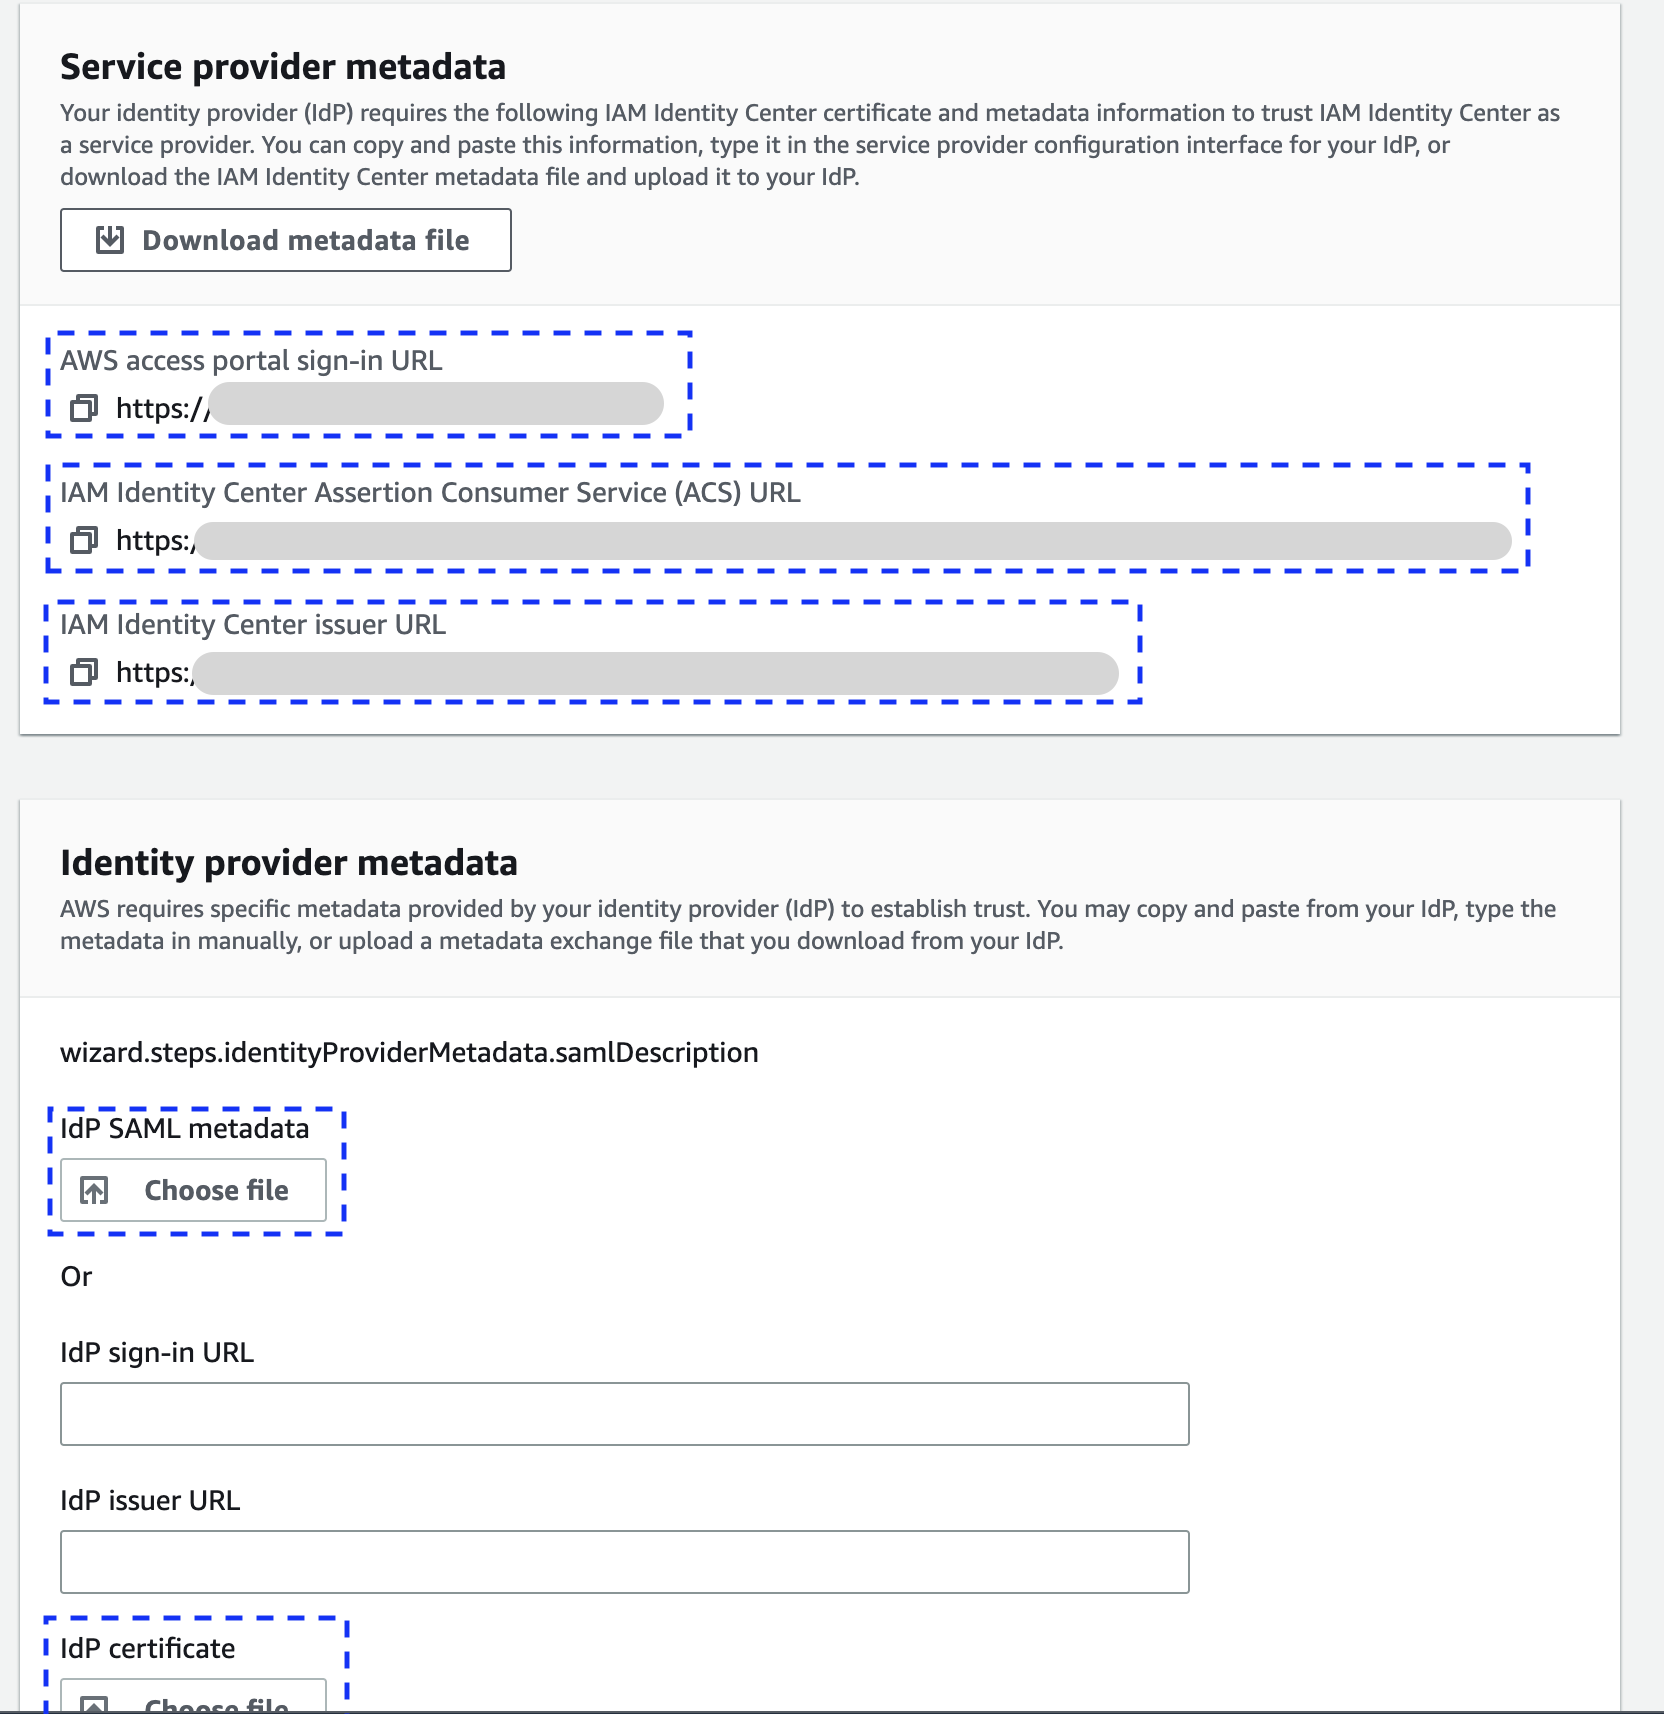 Service provider metadata
Your identity provider (IdP) requires the following IAM Identity Center certificate and metadata information to trust IAM Identity Center as
a service provider. You can copy and paste this information, type it in the service provider configuration interface for your IdP, or
download the IAM Identity Center metadata file and upload it to your IdP.
Download metadata file
AWS access portal sign-in URL
https://
IAM Identity Center Assertion Consumer Service (ACS) URL
https:/
IAM Identity Center issuer URL
https:/
Identity provider metadata
AWS requires specific metadata provided by your identity provider (IdP) to establish trust. You may copy and paste from your IdP, type the
metadata in manually, or upload a metadata exchange file that you download from your IdP.
wizard.steps.identityProviderMetadata.samlDescription
IdP SAML metadata
Choose file
Or
IdP sign-in URL
IdP issuer URL
IdP certificate
Choose file